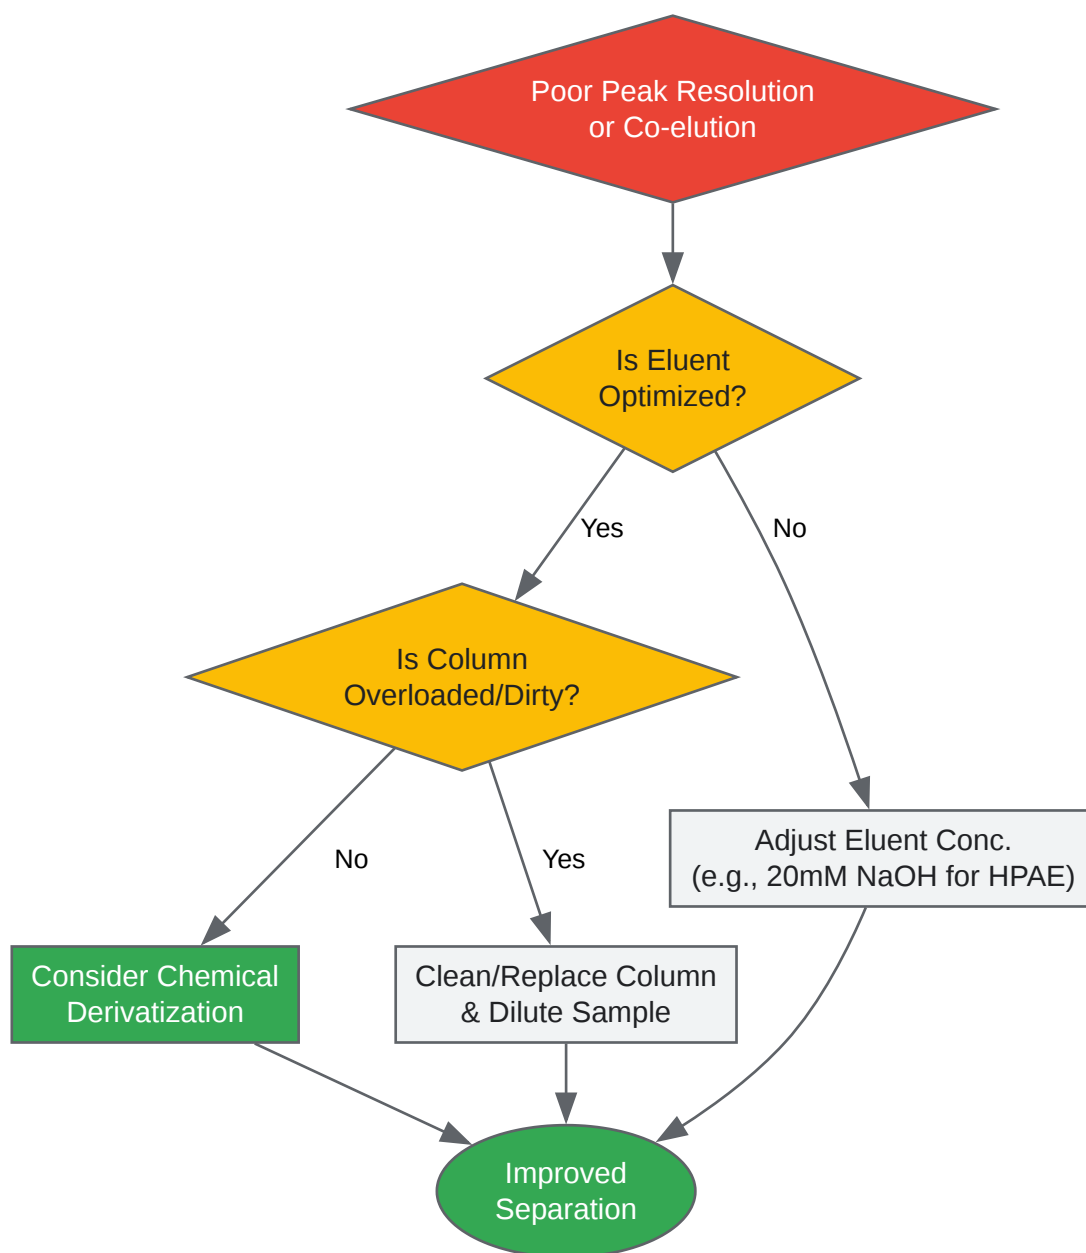 Poor Peak Resolution
or Co-elution
Is Eluent
Optimized?
Yes
No
Is Column
Overloaded/Dirty?
No
Yes
Adjust Eluent Conc.
(e.g., 20mM NaOH for HPAE)
Consider Chemical
Derivatization
Clean/Replace Column
& Dilute Sample
Improved
Separation